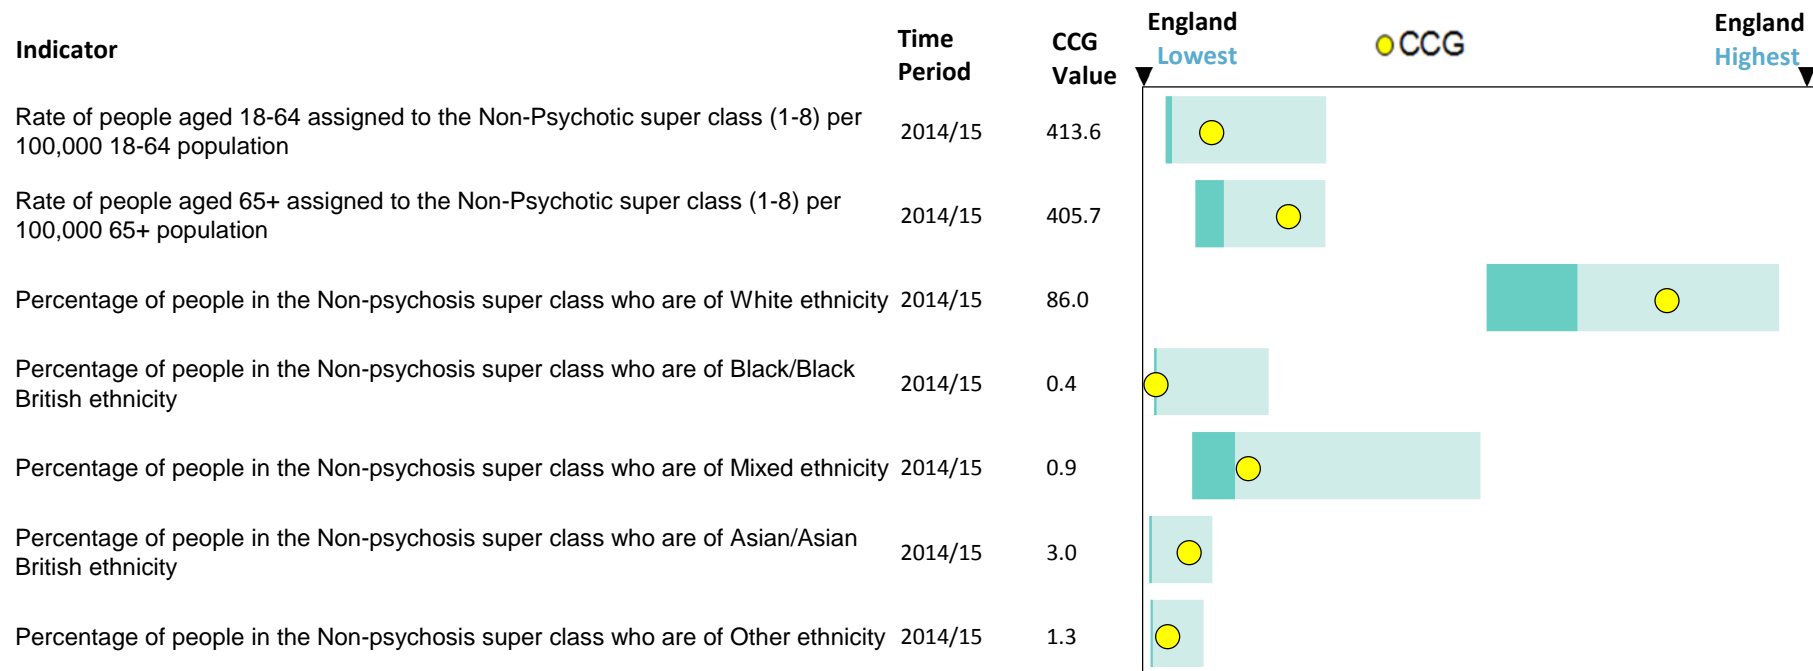 Indicator
Time
Period
CCG
Value
England
Lowest
CCG
England
Highest
Rate of people aged 18-64 assigned to the Non-Psychotic super class (1-8) per
100,000 18-64 population
2014/15
413.6
Rate of people aged 65+ assigned to the Non-Psychotic super class (1-8) per
100,000 65+ population
2014/15
405.7
Percentage of people in the Non-psychosis super class who are of White ethnicity
2014/15
86.0
Percentage of people in the Non-psychosis super class who are of Black/Black
British ethnicity
2014/15
0.4
Percentage of people in the Non-psychosis super class who are of Mixed ethnicity
2014/15
0.9
Percentage of people in the Non-psychosis super class who are of Asian/Asian
British ethnicity
2014/15
3.0
Percentage of people in the Non-psychosis super class who are of Other ethnicity
2014/15
1.3